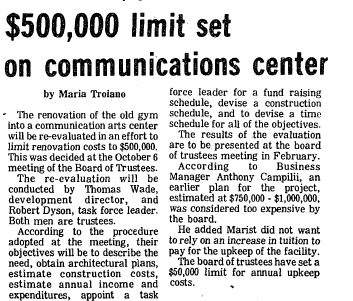 $500,000 limit set
on communications center
by Maria Troiano
The renovation of the old gym
into a communication arts center
will be re-evaluated in an effort to
limit renovation costs to $500,000.
This was decided at the October 6
meeting of the Board of Trustees.
The re-evaluation will be
conducted by Thomas Wade,
development director, and
Robert Dyson, task force leader.
Both men are trustees.
According to the procedure
adopted at the meeting, their
objectives will be to describe the
need, obtain architectural plans,
estimate construction costs,
estimate annual income and
expenditures, appoint a task
force leader for a fund raising
schedule, devise a construction
schedule, and to devise a time
schedule for all of the objectives.
The results of the evaluation
are to be presented at the board
of trustees meeting in February.
According to Business
Manager Anthony Campilii, an
earlier plan for the project,
estimated at $750,000 - $1,000,000,
was considered too expensive by
the board.
He added Marist did not want
to rely on an increase in tuition to
pay for the upkeep of the facility.
The board of trustees have set a
$50,000 limit for annual upkeep
costs.